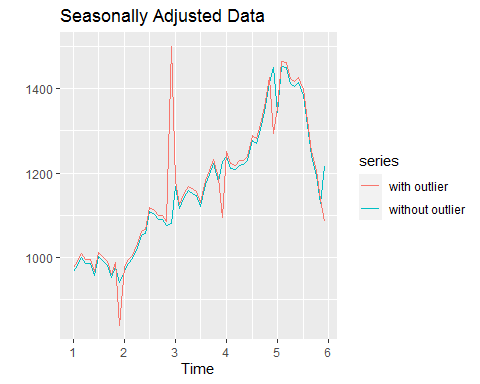 Seasonally Adjusted Data
1400
1200
1000
1
2
3
4
5
6
Time
series
with outlier
without outlier